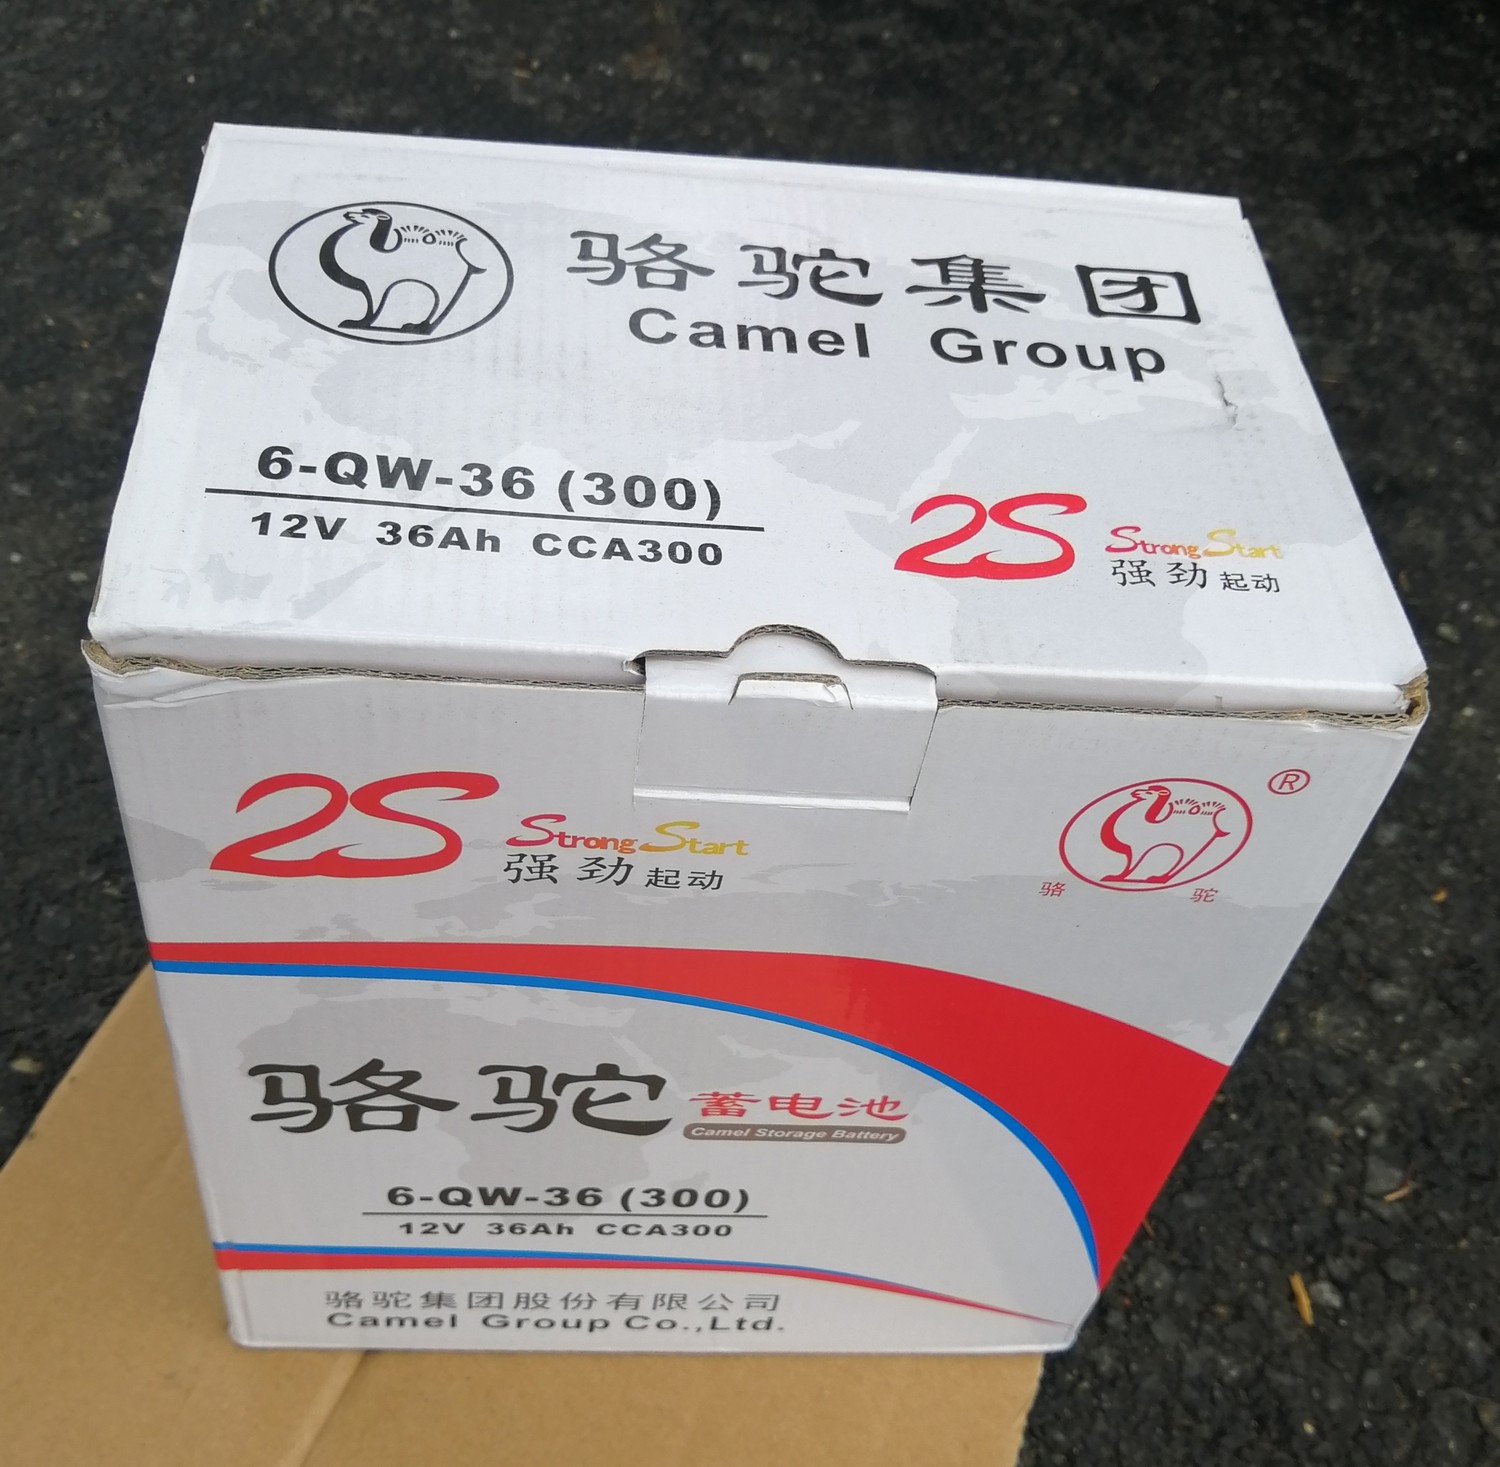 骆驼集团
Camel Group
6-QW-36 (300)
12V 36Ah CCA300
2S Strong Start
强劲起动
2S Strong Start
强劲起动
®
骆 驼
骆驼 蓄电池
Camel Storage Battery
6-QW-36 (300)
12V 36Ah CCA300
骆驼集团股份有限公司
Camel Group Co.,Ltd.